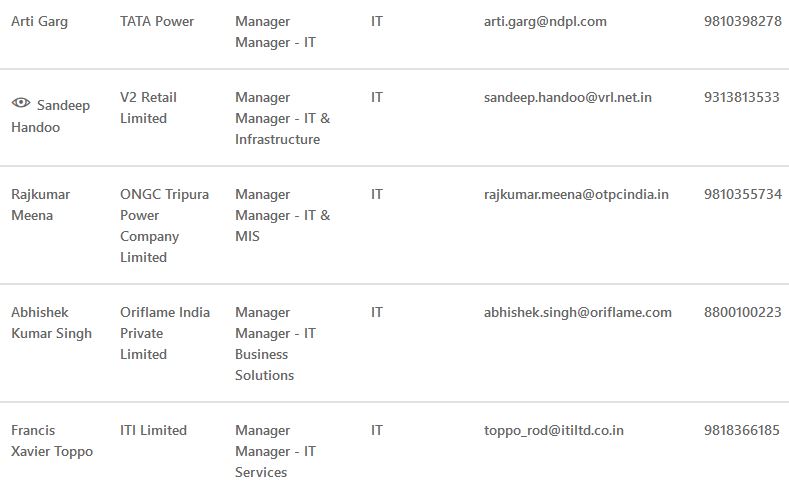 Arti Garg TATA Power Manager IT arti.garg@ndpl.com 9810398278
Manager - IT
Sandeep V2 Retail Manager IT sandeep.handoo@vrl.net.in 9313813533
Handoo Limited Manager - IT &
Infrastructure
Rajkumar ONGC Tripura Manager IT rajkumar.meena@otpcindia.in 9810355734
Meena Power Manager - IT &
Company MIS
Limited
Abhishek Oriflame India Manager IT abhishek.singh@oriflame.com 8800100223
Kumar Singh Private Manager - IT
Limited Business
Solutions
Francis ITI Limited Manager IT toppo_rod@itiltd.co.in 9818366185
Xavier Toppo Manager - IT
Services